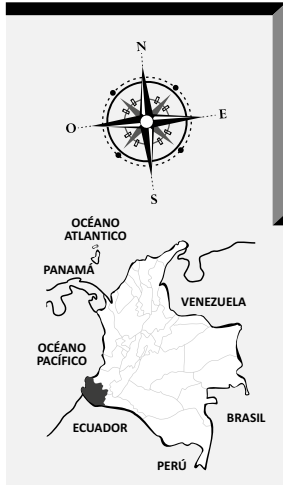 N
O
E
S
OCÉANO
ATLANTICO
PANAMÁ
VENEZUELA
OCÉANO
PACÍFICO
BRASIL
ECUADOR
PERÚ